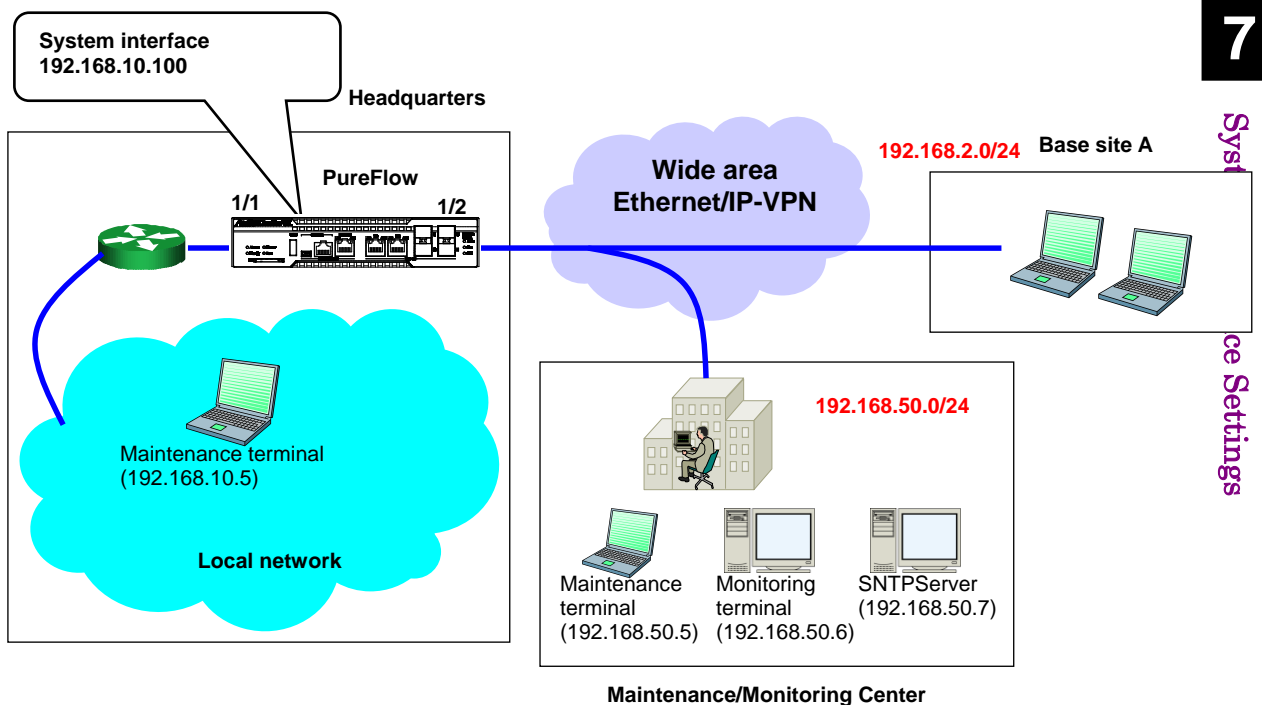 7
System interface
192.168.10.100
Headquarters
PureFlow
1/1
1/2
Wide area
Ethernet/IP-VPN
192.168.2.0/24
Base site A
Syst
ce Settings
Maintenance terminal
(192.168.10.5)
Local network
192.168.50.0/24
Maintenance
terminal
(192.168.50.5)
Monitoring
terminal
(192.168.50.6)
SNTPServer
(192.168.50.7)
Maintenance/Monitoring Center